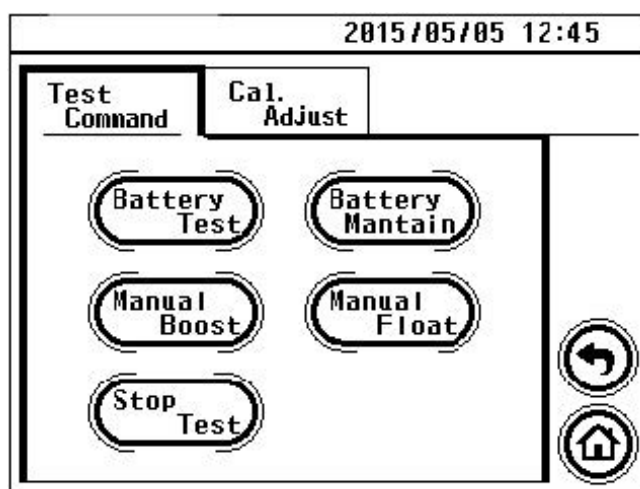 2015/05/05 12:45
Test
Command
Cal.
Adjust
Battery
Test
Battery
Mantain
Manual
Boost
Manual
Float
Stop
Test